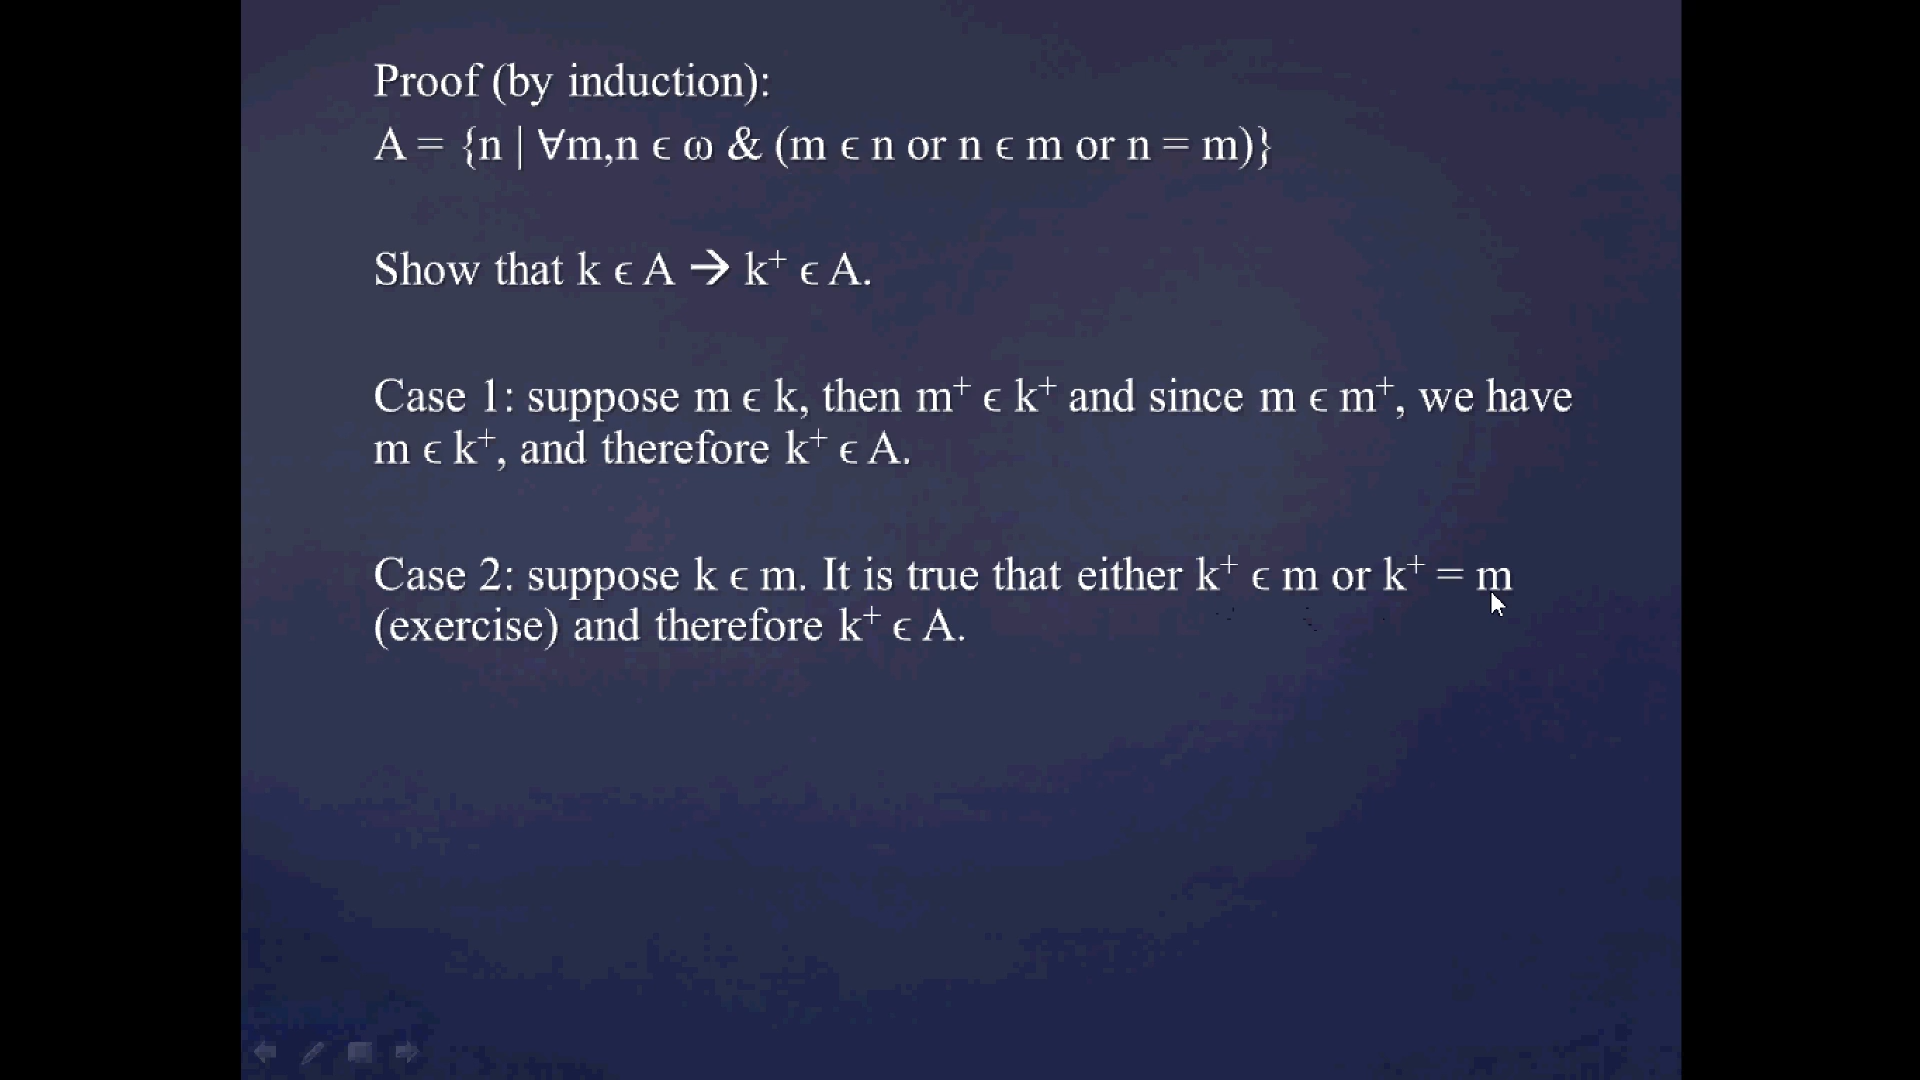 Proof (by induction):
A = {n | ∀m,n ϵ ω & (m ϵ n or n ϵ m or n = m)}
Show that k ϵ A → k⁺ ϵ A.
Case 1: suppose m ϵ k, then m⁺ ϵ k⁺ and since m ϵ m⁺, we have
m ϵ k⁺, and therefore k⁺ ϵ A.
Case 2: suppose k ϵ m. It is true that either k⁺ ϵ m or k⁺ = m
(exercise) and therefore k⁺ ϵ A.